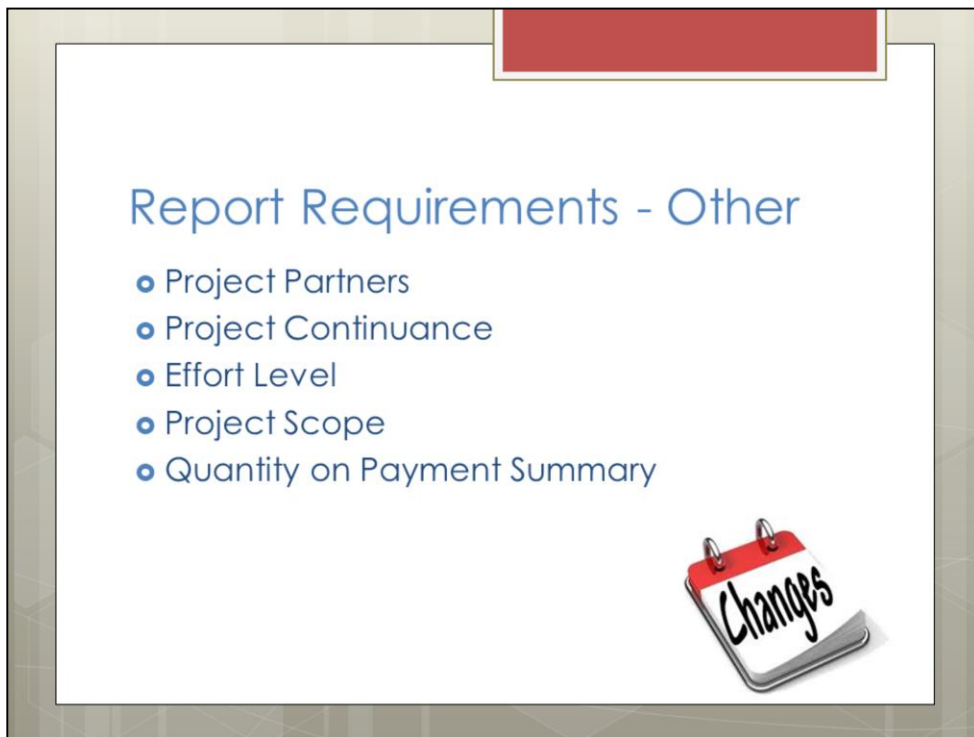 Report Requirements - Other
Project Partners
Project Continuance
Effort Level
Project Scope
Quantity on Payment Summary
Changes